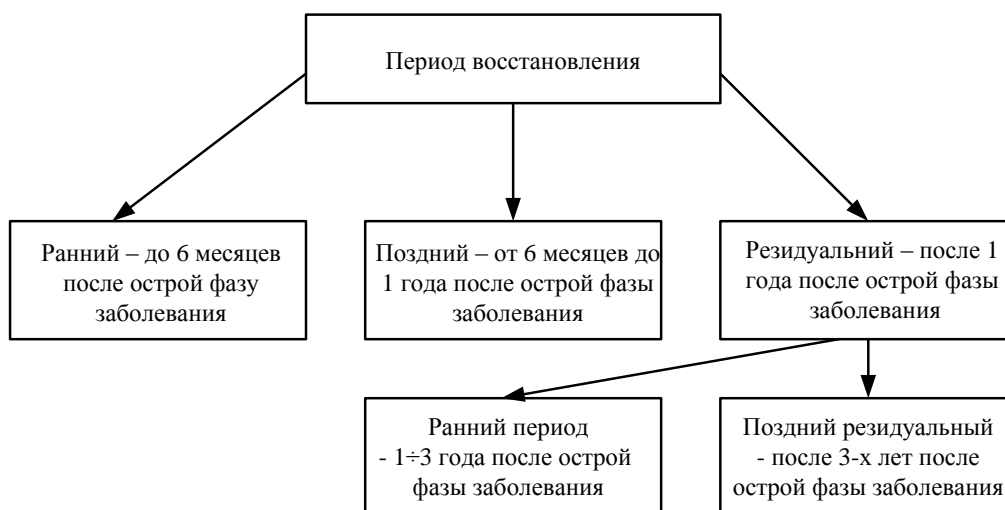 Период восстановления
Ранний – до 6 месяцев
после острой фазу
заболевания
Поздний – от 6 месяцев до
1 года после острой фазы
заболевания
Резидуальний – после 1
года после острой фазы
заболевания
Ранний период
- 1÷3 года после острой
фазы заболевания
Поздний резидуальный
- после 3-х лет после
острой фазы заболевания